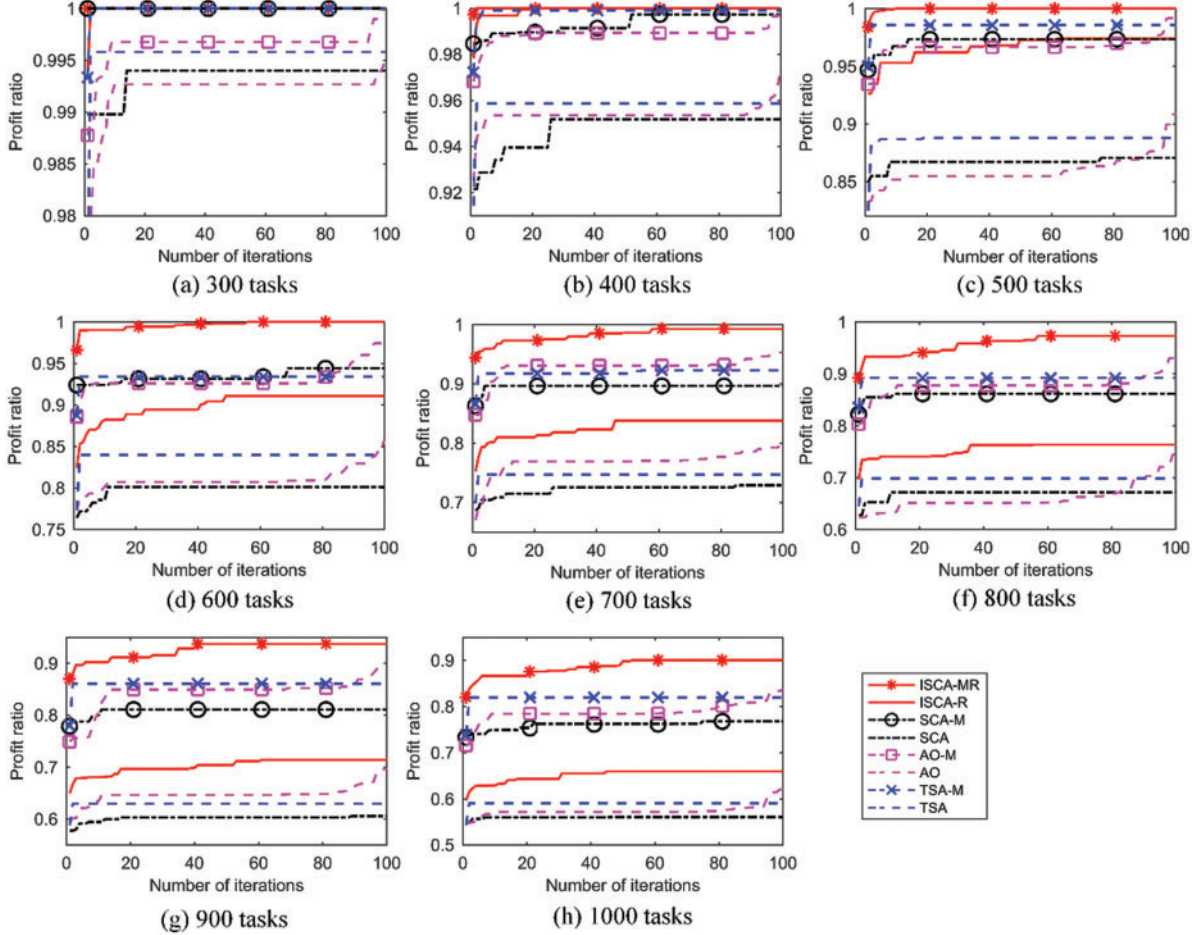 1
0.995
0.99
0.985
0.98
Profit ratio
0 20 40 60 80 100
Number of iterations
(a) 300 tasks
1
0.98
0.96
0.94
0.92
Profit ratio
0 20 40 60 80 100
Number of iterations
(b) 400 tasks
1
0.95
0.9
0.85
Profit ratio
0 20 40 60 80 100
Number of iterations
(c) 500 tasks
1
0.95
0.9
0.85
0.8
0.75
Profit ratio
0 20 40 60 80 100
Number of iterations
(d) 600 tasks
1
0.9
0.8
0.7
Profit ratio
0 20 40 60 80 100
Number of iterations
(e) 700 tasks
1
0.9
0.8
0.7
0.6
Profit ratio
0 20 40 60 80 100
Number of iterations
(f) 800 tasks
0.9
0.8
0.7
0.6
Profit ratio
0 20 40 60 80 100
Number of iterations
(g) 900 tasks
0.9
0.8
0.7
0.6
0.5
Profit ratio
0 20 40 60 80 100
Number of iterations
(h) 1000 tasks
ISCA-MR
ISCA-R
SCA-M
SCA
AO-M
AO
TSA-M
TSA